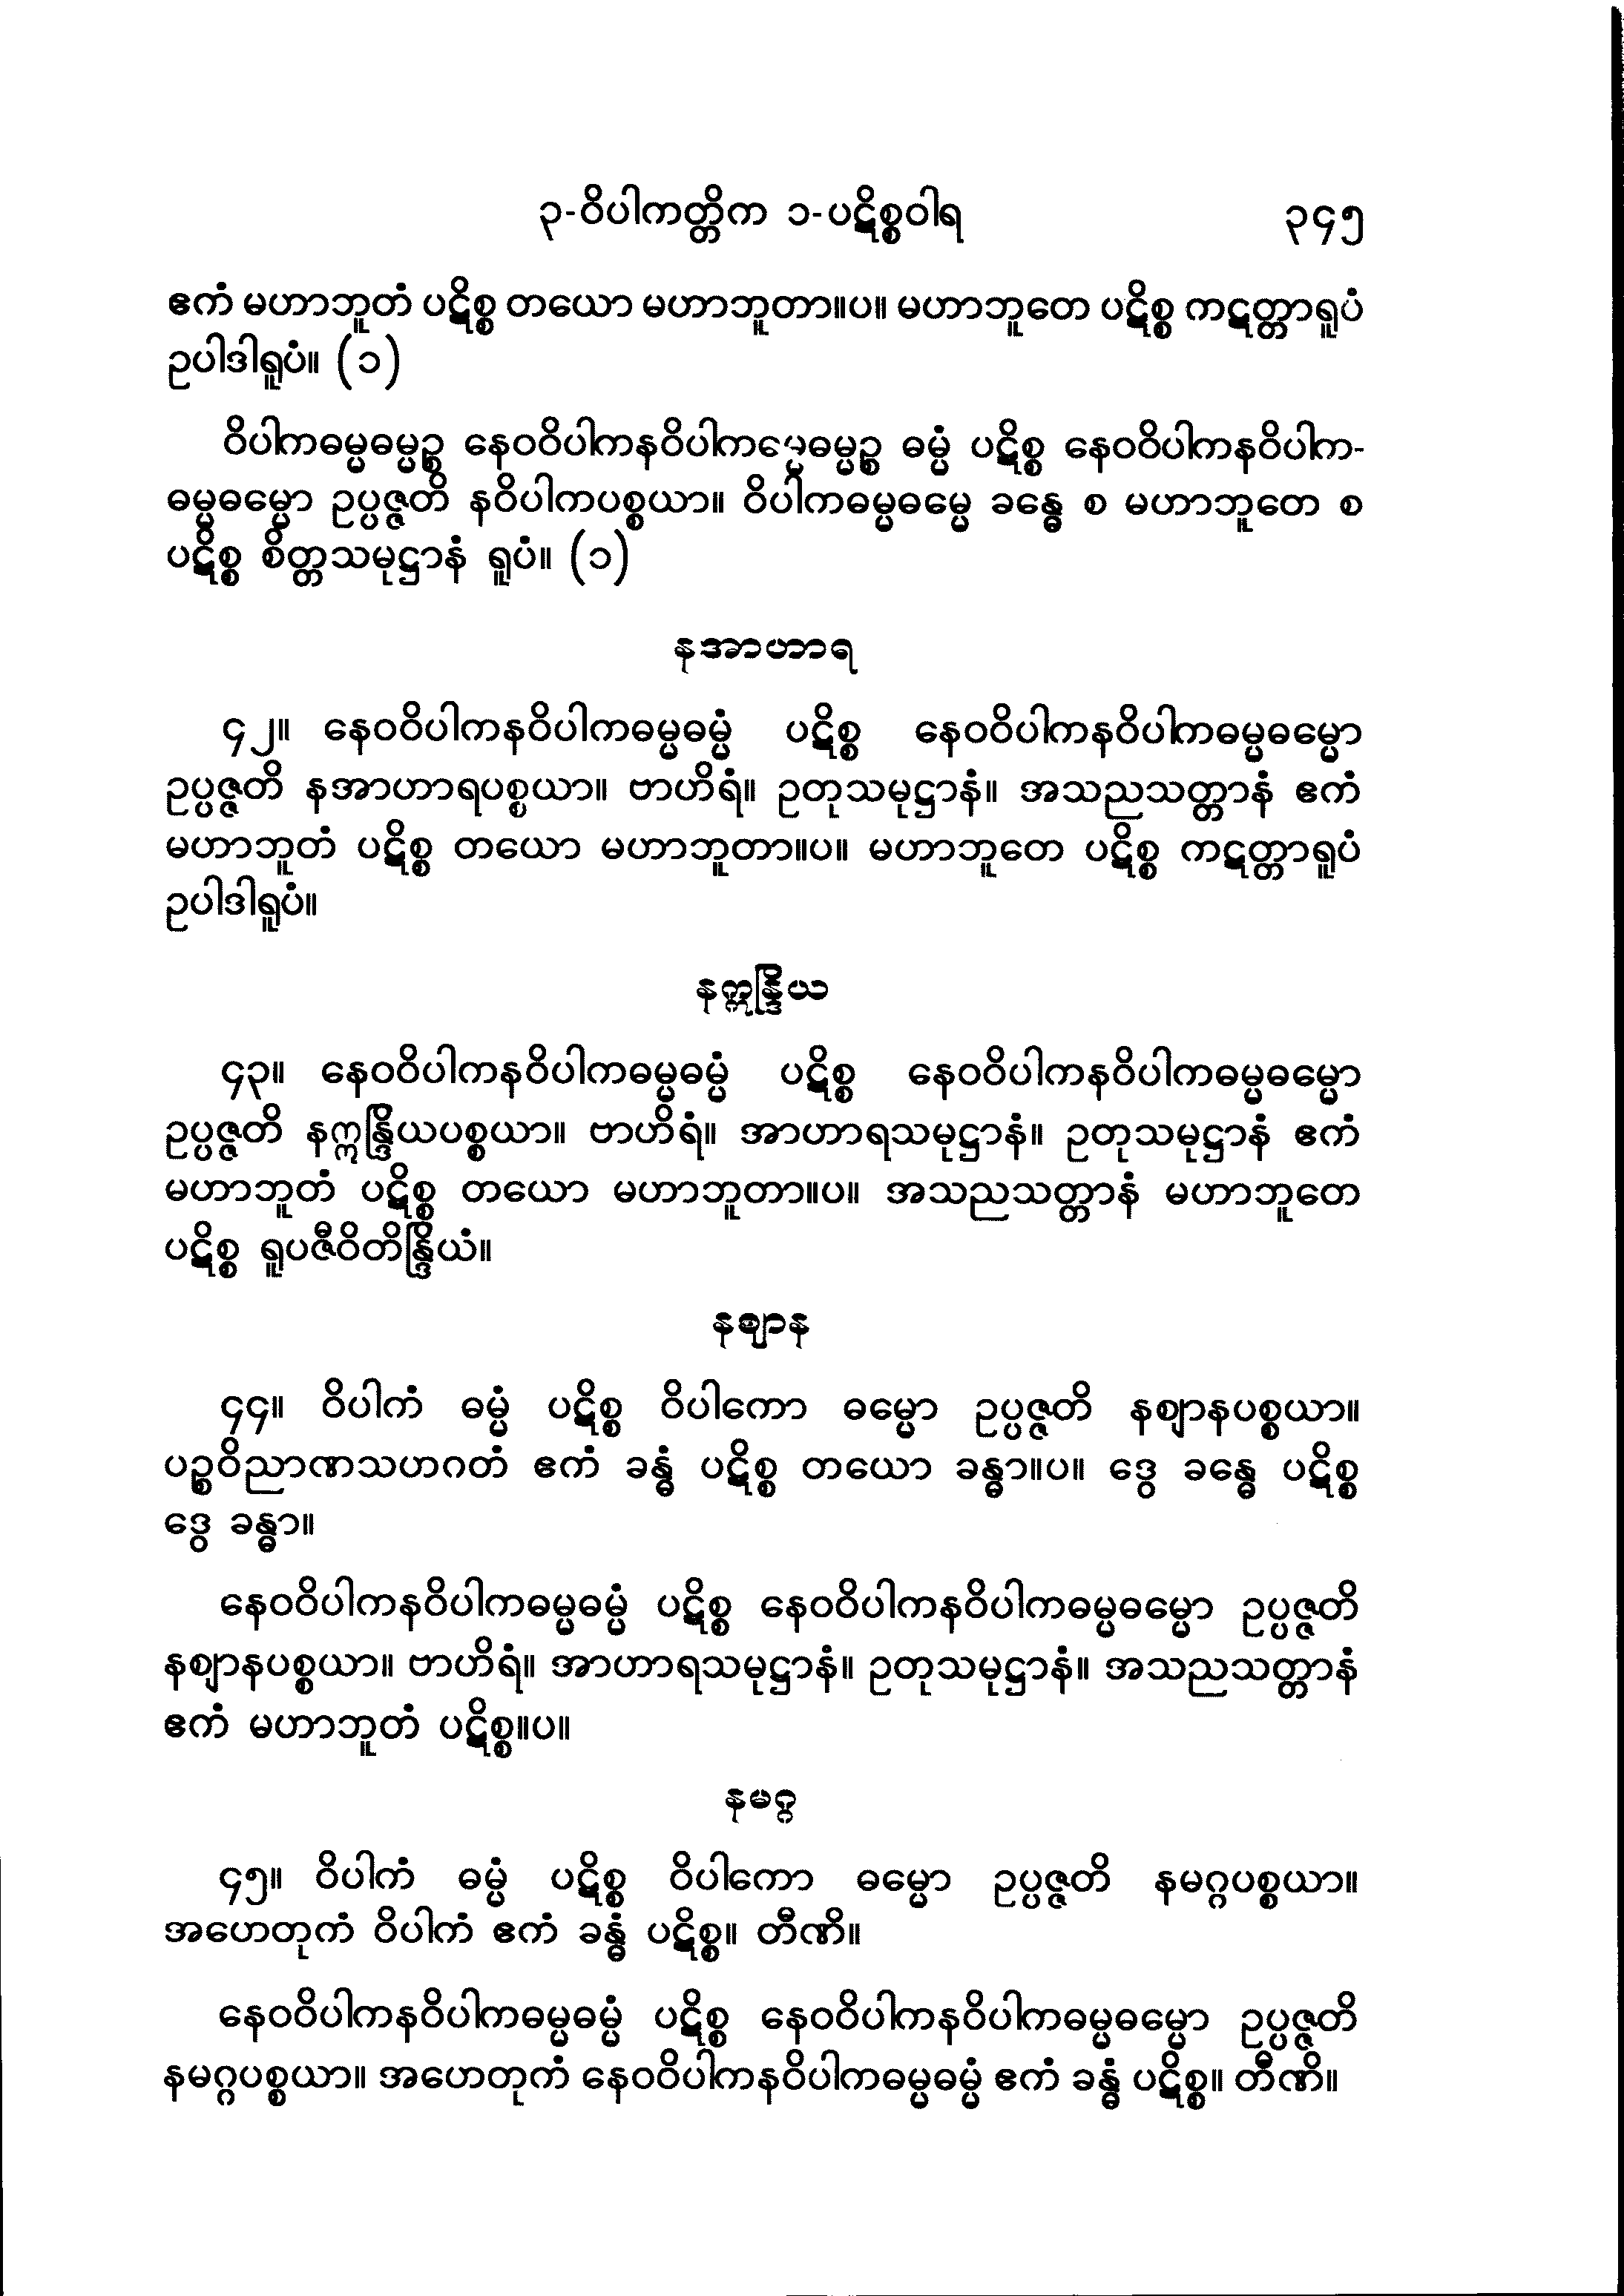 ၃-ဝိပါကတ္တိက ၁-ပဋိစ္စဝါရ ၃၄၅
ဧကံ မဟာဘူတံ ပဋိစ္စ တယော မဟာဘူတာ။ပ။ မဟာဘူတေ ပဋိစ္စ ကဋတ္တာရူပံ
ဥပါဒါရူပံ။ (၁)
ဝိပါကဓမ္မဓမ္မဉ္စ နေဝဝိပါကနဝိပါကဓမ္မဓမ္မဉ္စ ဓမ္မံ ပဋိစ္စ နေဝဝိပါကနဝိပါက-
ဓမ္မဓမ္မော ဥပ္ပဇ္ဇတိ နဝိပါကပစ္စယာ။ ဝိပါကဓမ္မဓမ္မေ ခန္ဓေ စ မဟာဘူတေ စ
ပဋိစ္စ စိတ္တသမုဋ္ဌာနံ ရူပံ။ (၁)
နအာဟာရ
၄၂။ နေဝဝိပါကနဝိပါကဓမ္မဓမ္မံ ပဋိစ္စ နေဝဝိပါကနဝိပါကဓမ္မဓမ္မော
ဥပ္ပဇ္ဇတိ နအာဟာရပစ္စယာ။ ဗာဟိရံ။ ဥတုသမုဋ္ဌာနံ။ အသညသတ္တာနံ ဧကံ
မဟာဘူတံ ပဋိစ္စ တယော မဟာဘူတာ။ပ။ မဟာဘူတေ ပဋိစ္စ ကဋတ္တာရူပံ
ဥပါဒါရူပံ။
နဣန္ဒြိယ
၄၃။ နေဝဝိပါကနဝိပါကဓမ္မဓမ္မံ ပဋိစ္စ နေဝဝိပါကနဝိပါကဓမ္မဓမ္မော
ဥပ္ပဇ္ဇတိ နဣန္ဒြိယပစ္စယာ။ ဗာဟိရံ။ အာဟာရသမုဋ္ဌာနံ။ ဥတုသမုဋ္ဌာနံ ဧကံ
မဟာဘူတံ ပဋိစ္စ တယော မဟာဘူတာ။ပ။ အသညသတ္တာနံ မဟာဘူတေ
ပဋိစ္စ ရူပဇီဝိတိန္ဒြိယံ။
နဈာန
၄၄။ ဝိပါကံ ဓမ္မံ ပဋိစ္စ ဝိပါကော ဓမ္မော ဥပ္ပဇ္ဇတိ နဈာနပစ္စယာ။
ပဉ္စဝိညာဏသဟဂတံ ဧကံ ခန္ဓံ ပဋိစ္စ တယော ခန္ဓာ။ပ။ ဒွေ ခန္ဓေ ပဋိစ္စ
ဒွေ ခန္ဓာ။
နေဝဝိပါကနဝိပါကဓမ္မဓမ္မံ ပဋိစ္စ နေဝဝိပါကနဝိပါကဓမ္မဓမ္မော ဥပ္ပဇ္ဇတိ
နဈာနပစ္စယာ။ ဗာဟိရံ။ အာဟာရသမုဋ္ဌာနံ။ ဥတုသမုဋ္ဌာနံ။ အသညသတ္တာနံ
ဧကံ မဟာဘူတံ ပဋိစ္စ။ပ။
နမဂ္ဂ
၄၅။ ဝိပါကံ ဓမ္မံ ပဋိစ္စ ဝိပါကော ဓမ္မော ဥပ္ပဇ္ဇတိ နမဂ္ဂပစ္စယာ။
အဟေတုကံ ဝိပါကံ ဧကံ ခန္ဓံ ပဋိစ္စ။ တီဏိ။
နေဝဝိပါကနဝိပါကဓမ္မဓမ္မံ ပဋိစ္စ နေဝဝိပါကနဝိပါကဓမ္မဓမ္မော ဥပ္ပဇ္ဇတိ
နမဂ္ဂပစ္စယာ။ အဟေတုကံ နေဝဝိပါကနဝိပါကဓမ္မဓမ္မံ ဧကံ ခန္ဓံ ပဋိစ္စ။ တီဏိ။